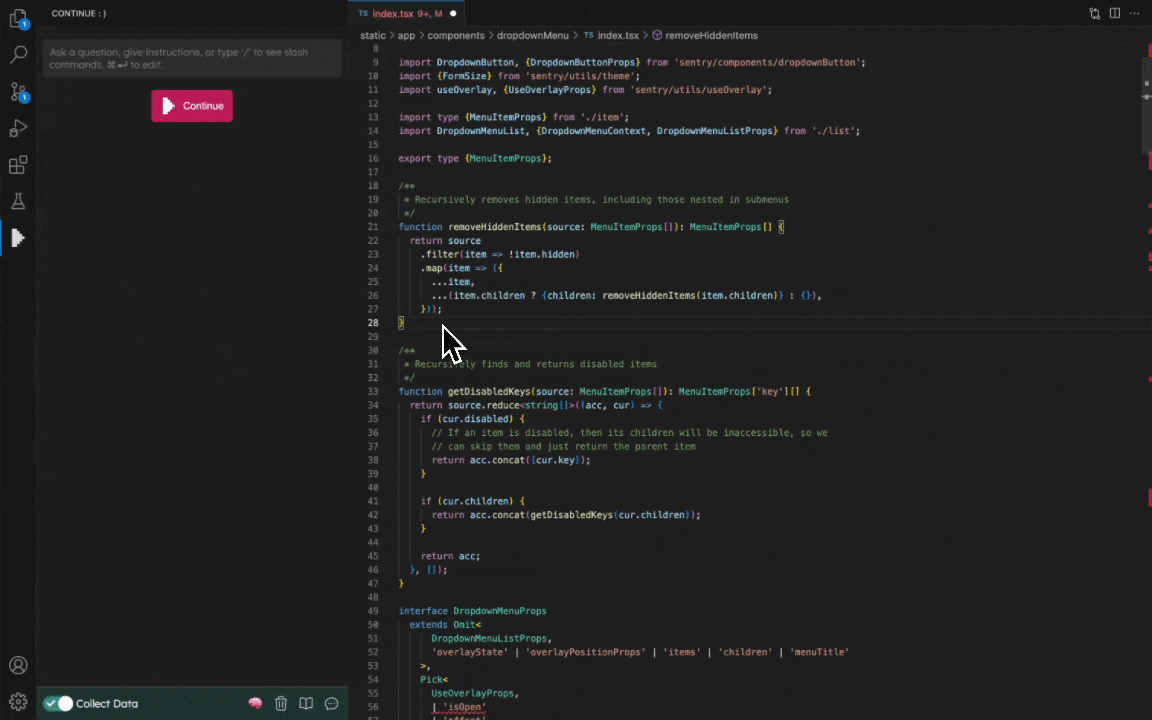 CONTINUE : )
Ask a question, give instructions, or type '/' to see slash
commands. ⌘⏎ to edit.
Continue
Collect Data
1
1
TS index.tsx 9+, M
static > app > components > dropdownMenu > TS index.tsx > removeHiddenItems
8
9 import DropdownButton, {DropdownButtonProps} from 'sentry/components/dropdownButton';
10 import {FormSize} from 'sentry/utils/theme';
11 import useOverlay, {UseOverlayProps} from 'sentry/utils/useOverlay';
12
13 import type {MenuItemProps} from './item';
14 import DropdownMenuList, {DropdownMenuContext, DropdownMenuListProps} from './list';
15
16 export type {MenuItemProps};
17
18 /**
19  * Recursively removes hidden items, including those nested in submenus
20  */
21 function removeHiddenItems(source: MenuItemProps[]): MenuItemProps[] {
22   return source
23     .filter(item => !item.hidden)
24     .map(item => ({
25       ...item,
26       ...(item.children ? {children: removeHiddenItems(item.children)} : {}),
27     }));
28 }
29
30 /**
31  * Recursively finds and returns disabled items
32  */
33 function getDisabledKeys(source: MenuItemProps[]): MenuItemProps['key'][] {
34   return source.reduce<string[]>((acc, cur) => {
35     if (cur.disabled) {
36       // If an item is disabled, then its children will be inaccessible, so we
37       // can skip them and just return the parent item
38       return acc.concat([cur.key]);
39     }
40
41     if (cur.children) {
42       return acc.concat(getDisabledKeys(cur.children));
43     }
44
45     return acc;
46   }, []);
47 }
48
49 interface DropdownMenuProps
50   extends Omit<
51       DropdownMenuListProps,
52       'overlayState' | 'overlayPositionProps' | 'items' | 'children' | 'menuTitle'
53     >,
54     Pick<
55       UseOverlayProps,
56       | 'isOpen'